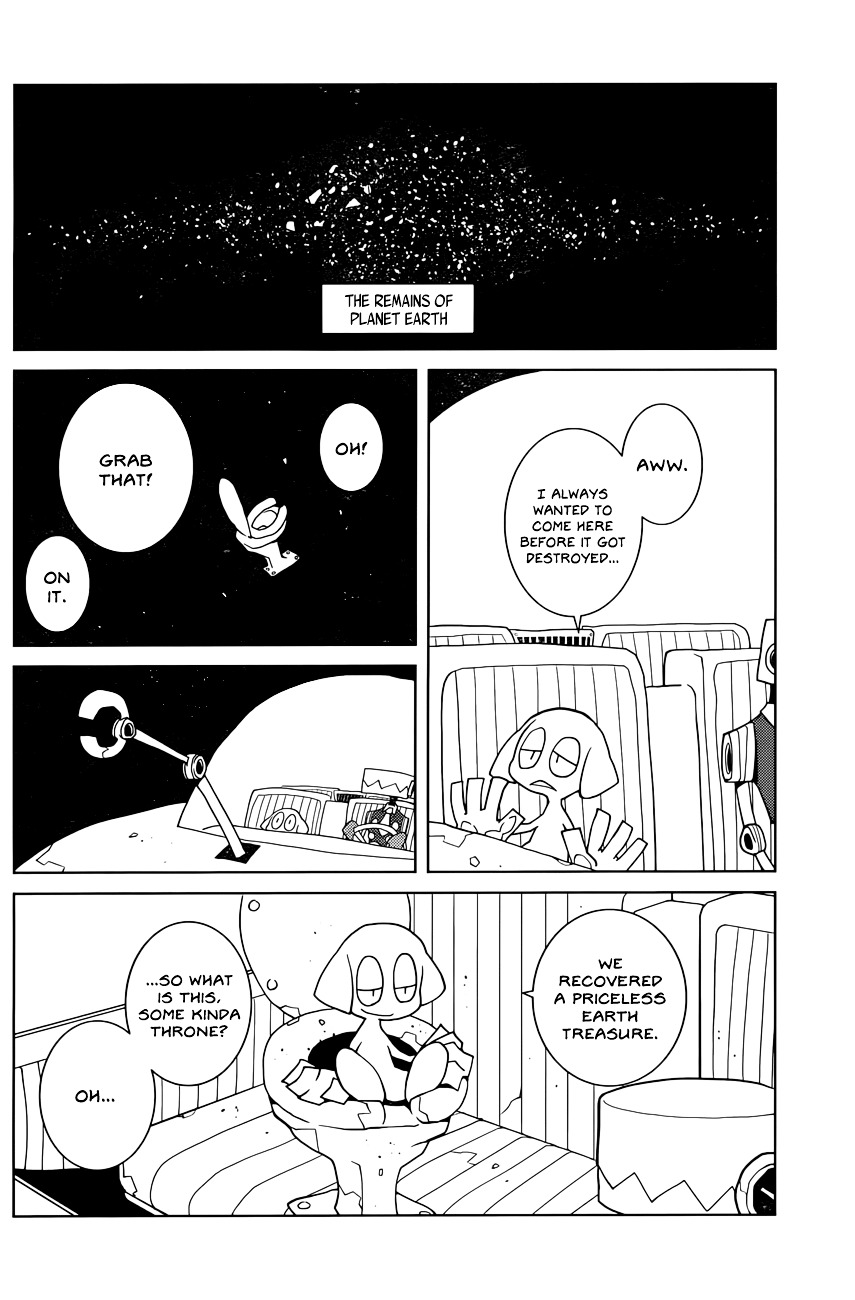 THE REMAINS OF
PLANET EARTH
AWW.
I ALWAYS
WANTED TO
COME HERE
BEFORE IT GOT
DESTROYED...
OH!
GRAB
THAT!
ON
IT.
WE
RECOVERED
A PRICELESS
EARTH
TREASURE.
...SO WHAT
IS THIS,
SOME KINDA
THRONE?
OH...